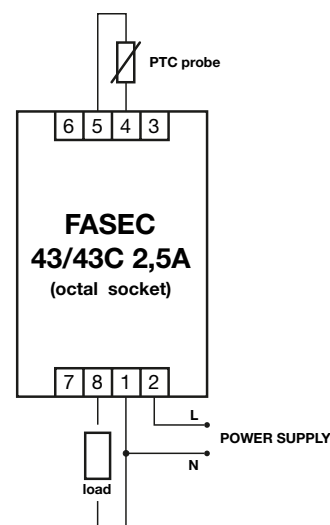 PTC probe
6 5 4 3
FASEC
43/43C 2,5A
(octal socket)
7 8 1 2
L
POWER SUPPLY
N
load